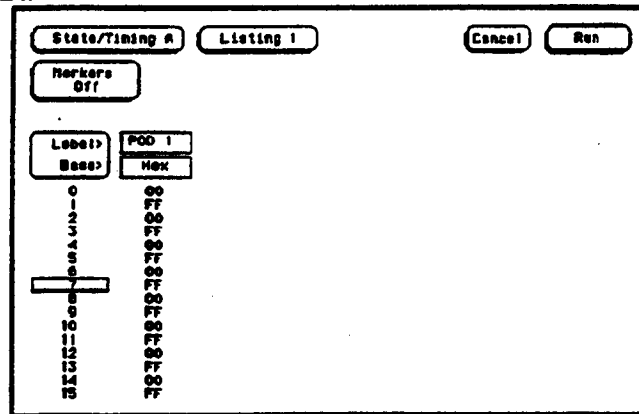 State/Timing A Listing 1 Cancel Run
Markers
Off
Label> POD 1
Base> Hex
0 00
1 FF
2 00
3 FF
4 00
5 FF
6 00
7 FF
8 00
9 FF
10 00
11 FF
12 00
13 FF
14 00
15 FF